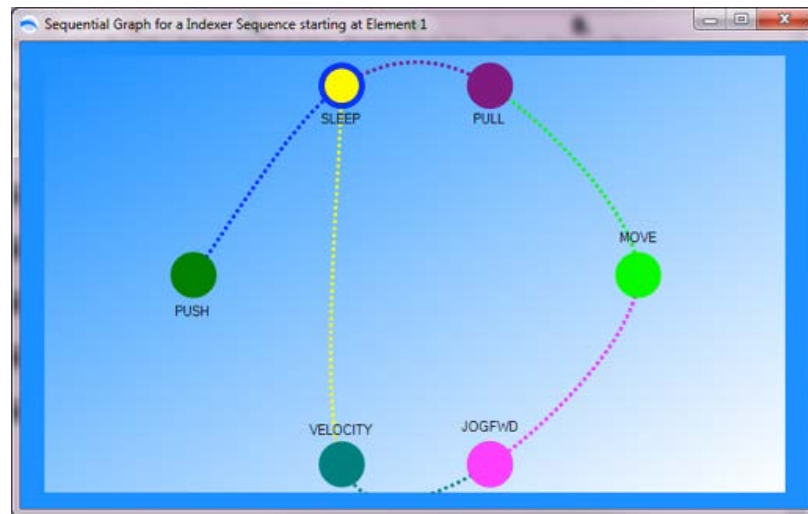 Sequential Graph for a Indexer Sequence starting at Element 1
SLEEP
PULL
MOVE
PUSH
VELOCITY
JOGFWD